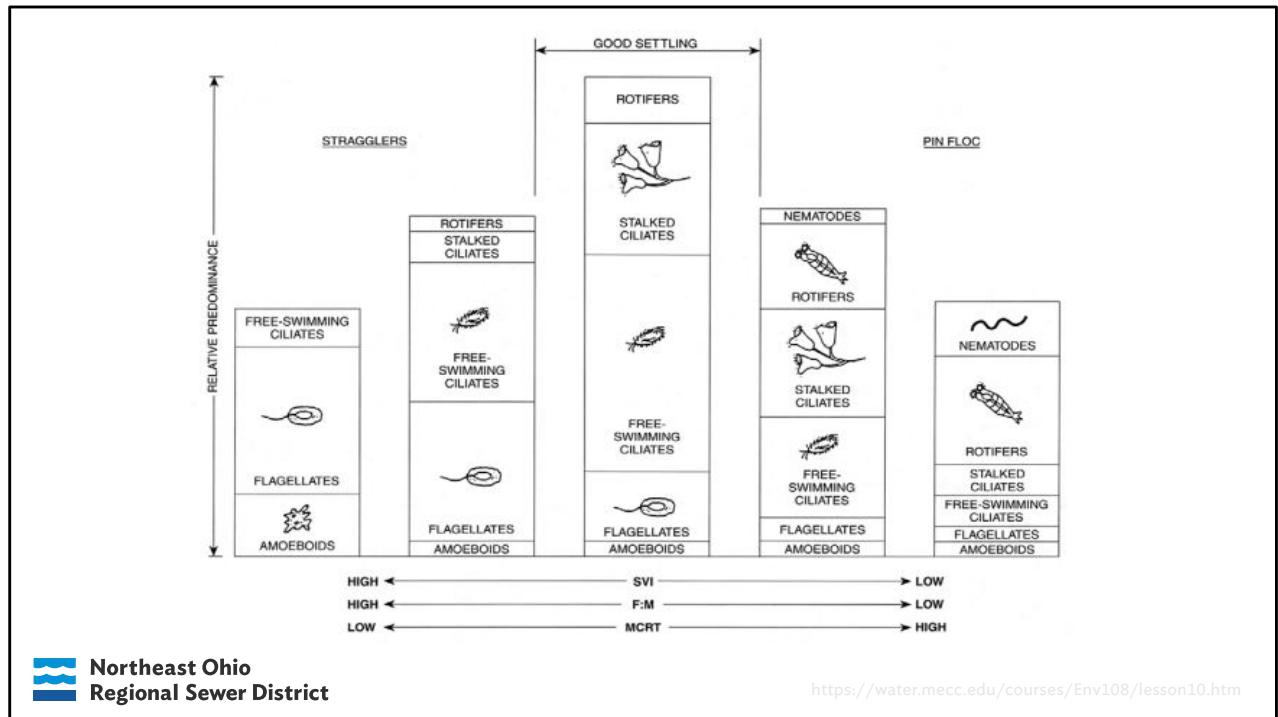 GOOD SETTLING
STRAGGLERS
PIN FLOC
RELATIVE PREDOMINANCE
FREE-SWIMMING
CILIATES
FLAGELLATES
AMOEBOIDS
ROTIFERS
STALKED
CILIATES
FREE-
SWIMMING
CILIATES
FLAGELLATES
AMOEBOIDS
ROTIFERS
STALKED
CILIATES
FREE-
SWIMMING
CILIATES
FLAGELLATES
AMOEBOIDS
NEMATODES
ROTIFERS
STALKED
CILIATES
FREE-
SWIMMING
CILIATES
FLAGELLATES
AMOEBOIDS
NEMATODES
ROTIFERS
STALKED
CILIATES
FREE-SWIMMING
CILIATES
FLAGELLATES
AMOEBOIDS
HIGH SVI LOW
HIGH F:M LOW
LOW MCRT HIGH
Northeast Ohio
Regional Sewer District
https://water.mecc.edu/courses/Env108/lesson10.htm